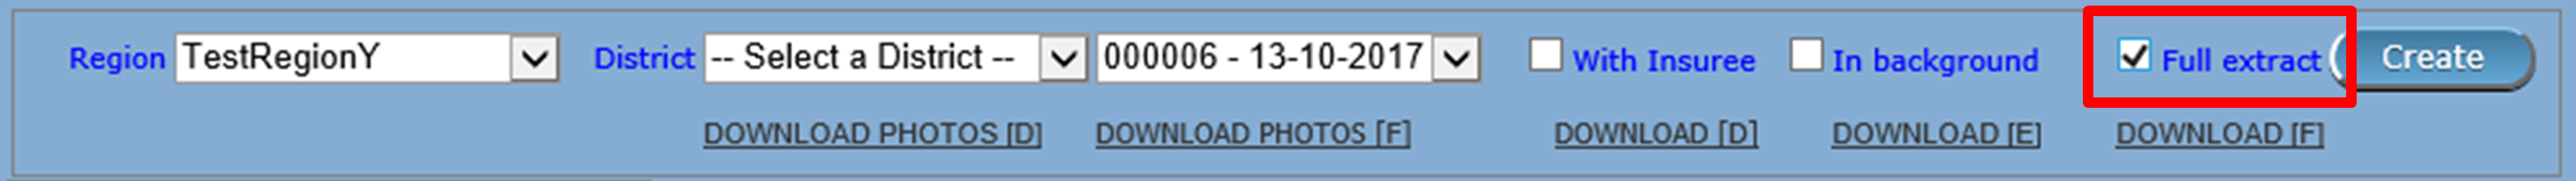 Region TestRegionY District -- Select a District -- 000006 - 13-10-2017 With Insuree In background Full extract Create
DOWNLOAD PHOTOS [D] DOWNLOAD PHOTOS [F] DOWNLOAD [D] DOWNLOAD [E] DOWNLOAD [F]